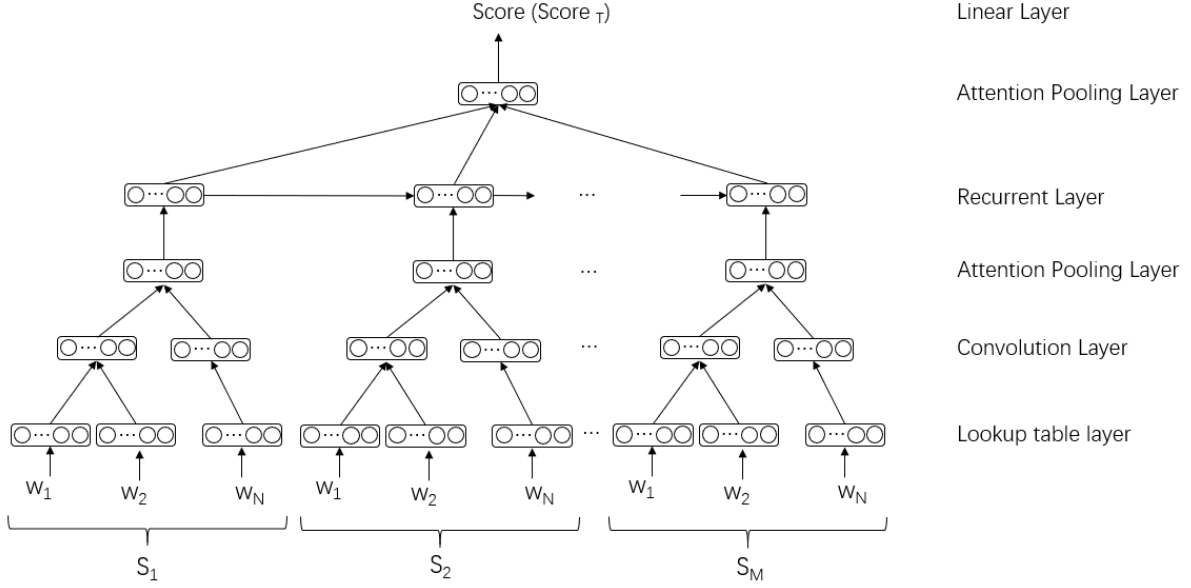 Score (Score T) Linear Layer
Attention Pooling Layer
... Recurrent Layer
... Attention Pooling Layer
... Convolution Layer
... Lookup table layer
w1 w2 wN w1 w2 wN w1 w2 wN
S1 S2 SM